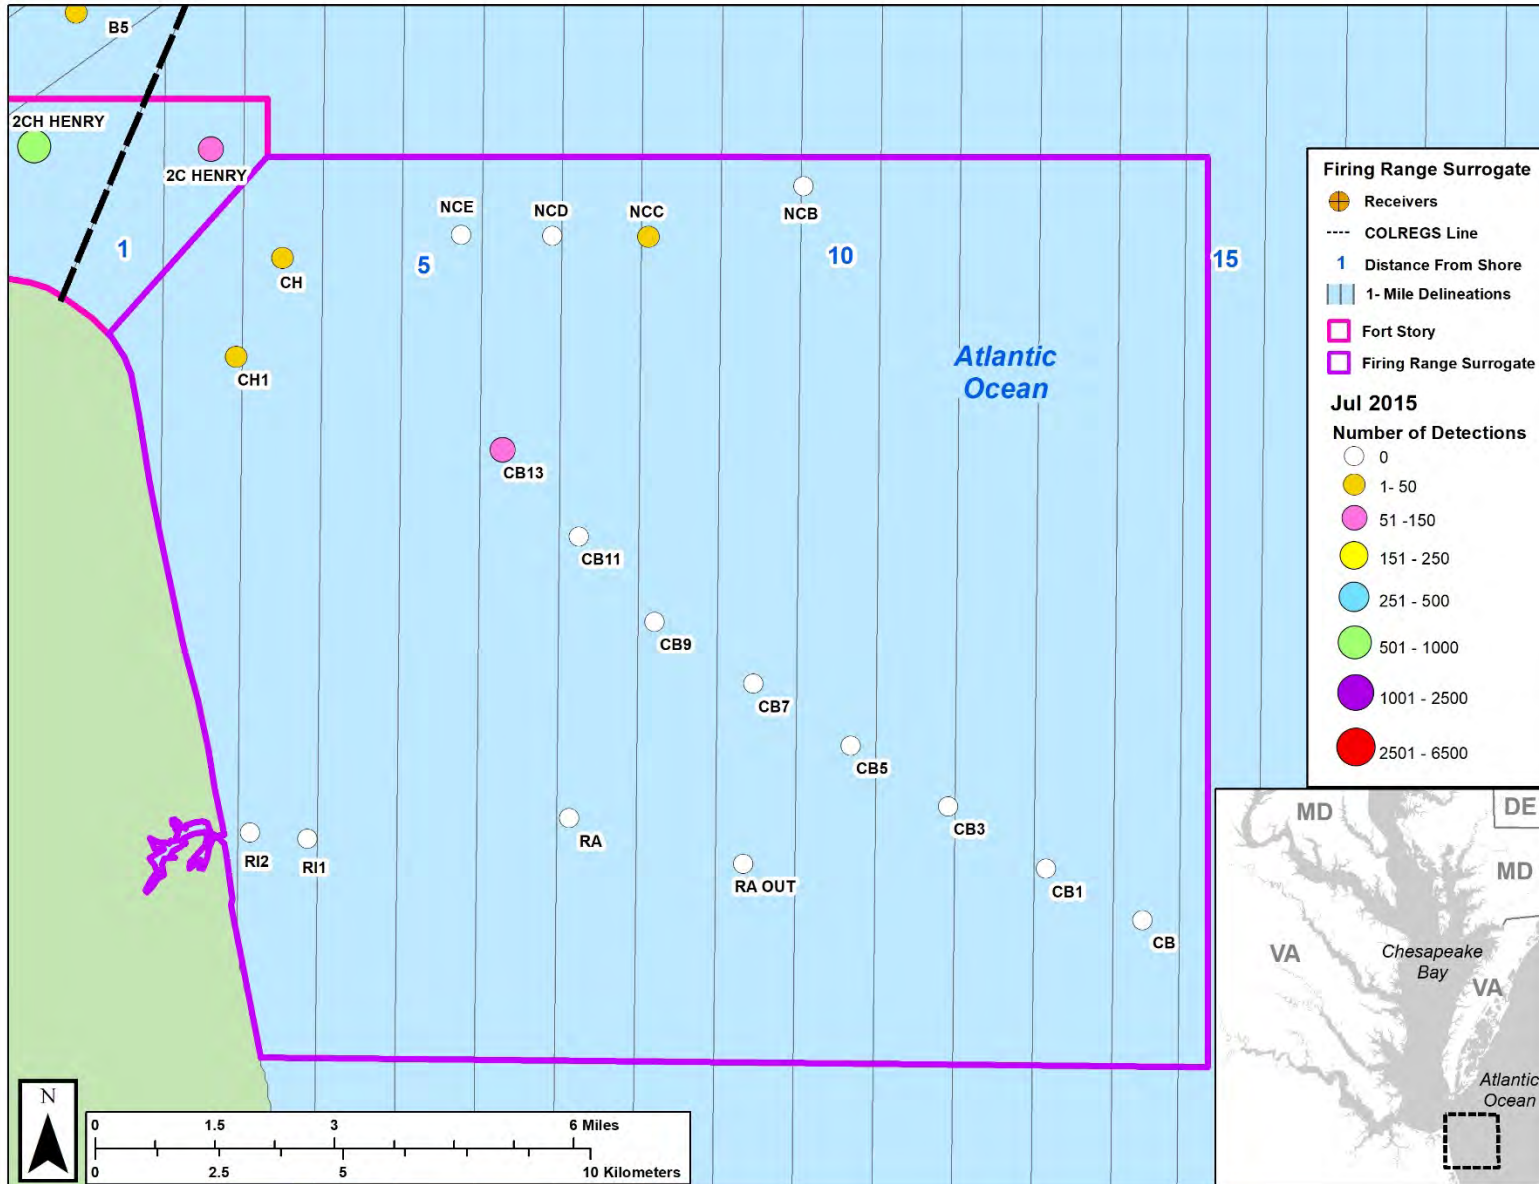 B5
2CH HENRY
2C HENRY
NCE
NCD
NCC
NCB
1
5
10
15
CH
CH1
Atlantic
Ocean
CB13
CB11
CB9
CB7
CB5
CB3
CB1
CB
RI2
RI1
RA
RA OUT
Firing Range Surrogate
Receivers
COLREGS Line
1 Distance From Shore
1- Mile Delineations
Fort Story
Firing Range Surrogate
Jul 2015
Number of Detections
0
1- 50
51 -150
151 - 250
251 - 500
501 - 1000
1001 - 2500
2501 - 6500
MD
DE
MD
VA
Chesapeake
Bay
VA
Atlantic
Ocean
N
0 1.5 3 6 Miles
0 2.5 5 10 Kilometers